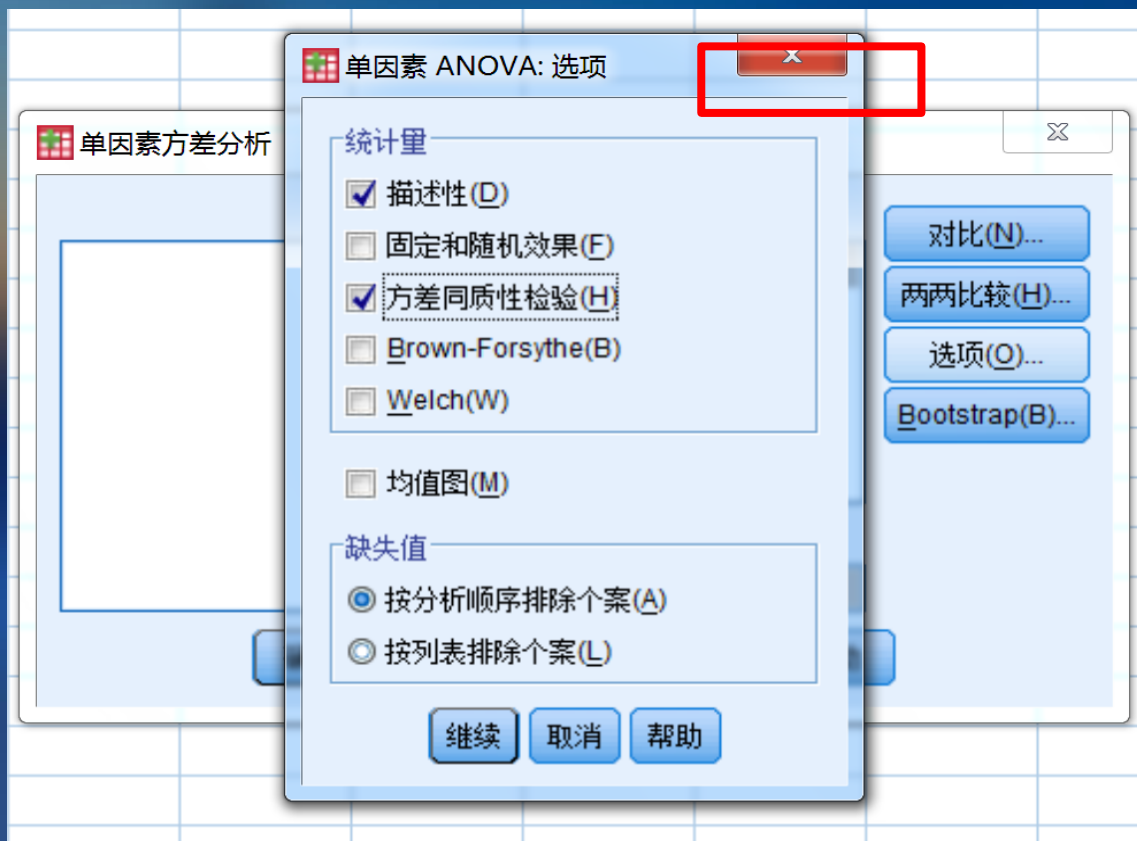 单因素 ANOVA: 选项
单因素方差分析
统计量
描述性(D)
固定和随机效果(F)
方差同质性检验(H)
Brown-Forsythe(B)
Welch(W)
均值图(M)
缺失值
按分析顺序排除个案(A)
按列表排除个案(L)
继续
取消
帮助
对比(N)...
两两比较(H)...
选项(O)...
Bootstrap(B)...